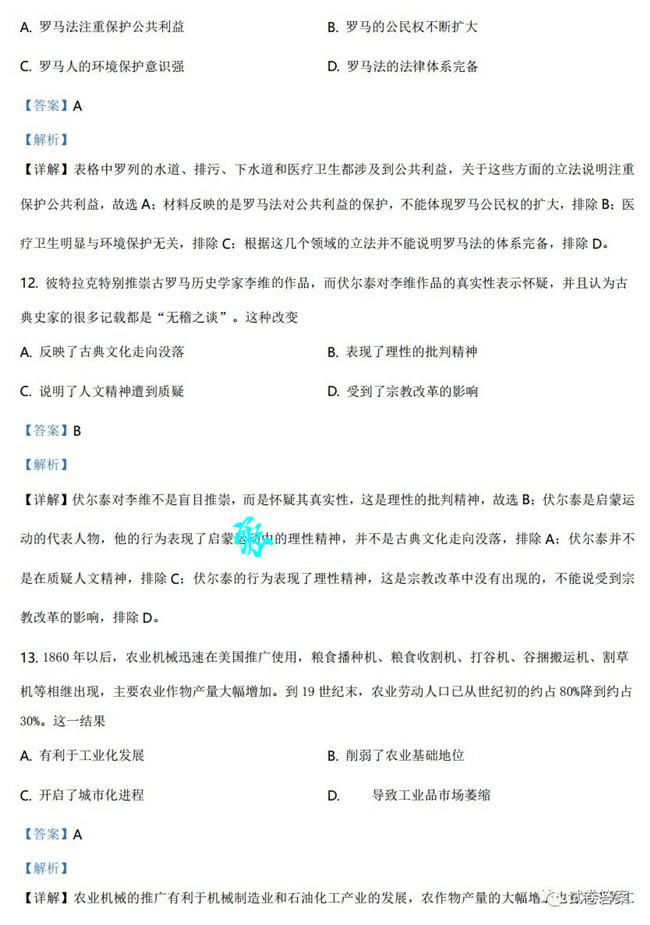 A. 罗马法注重保护公共利益 B. 罗马的公民权不断扩大
C. 罗马人的环境保护意识强 D. 罗马法的法律体系完备
【答案】A
【解析】
【详解】表格中罗列的水道、排污、下水道和医疗卫生都涉及到公共利益，关于这些方面的立法说明注重
保护公共利益，故选 A；材料反映的是罗马法对公共利益的保护，不能体现罗马公民权的扩大，排除 B；医
疗卫生明显与环境保护无关，排除 C；根据这几个领域的立法并不能说明罗马法的体系完备，排除 D。
12. 彼特拉克特别推崇古罗马历史学家李维的作品，而伏尔泰对李维作品的真实性表示怀疑，并且认为古
典史家的很多记载都是“无稽之谈”。这种改变
A. 反映了古典文化走向没落 B. 表现了理性的批判精神
C. 说明了人文精神遭到质疑 D. 受到了宗教改革的影响
【答案】B
【解析】
【详解】伏尔泰对李维不是盲目推崇，而是怀疑其真实性，这是理性的批判精神，故选 B；伏尔泰是启蒙运
动的代表人物，他的行为表现了启蒙运动中的理性精神，并不是古典文化走向没落，排除 A；伏尔泰并不
是在质疑人文精神，排除 C；伏尔泰的行为表现了理性精神，这是宗教改革中没有出现的，不能说受到宗
教改革的影响，排除 D。
13. 1860 年以后，农业机械迅速在美国推广使用，粮食播种机、粮食收割机、打谷机、谷捆搬运机、割草
机等相继出现，主要农业作物产量大幅增加。到 19 世纪末，农业劳动人口已从世纪初的约占 80%降到约占
30%。这一结果
A. 有利于工业化发展 B. 削弱了农业基础地位
C. 开启了城市化进程 D. 导致工业品市场萎缩
【答案】A
【解析】
【详解】农业机械的推广有利于机械制造业和石油化工产业的发展，农作物产量的大幅增
试卷答案